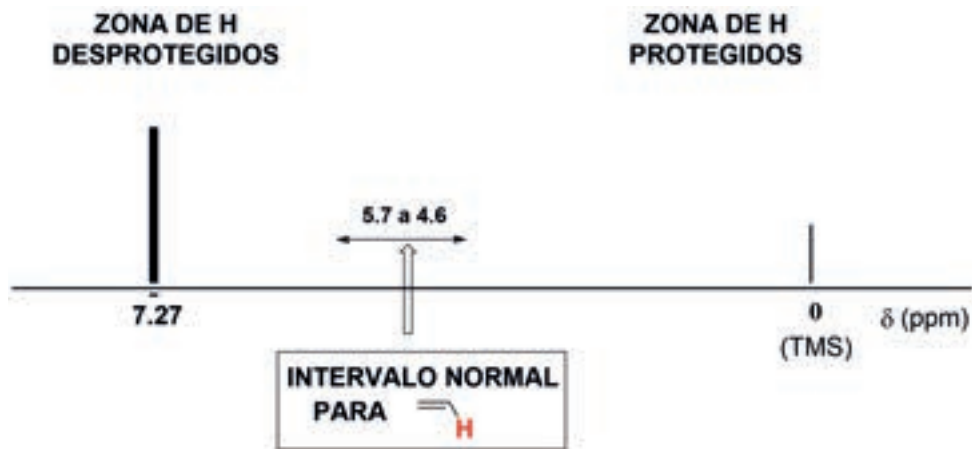 ZONA DE H
DESPROTEGIDOS
ZONA DE H
PROTEGIDOS
5.7 a 4.6
7.27
0
(TMS)
δ (ppm)
INTERVALO NORMAL
PARA
H